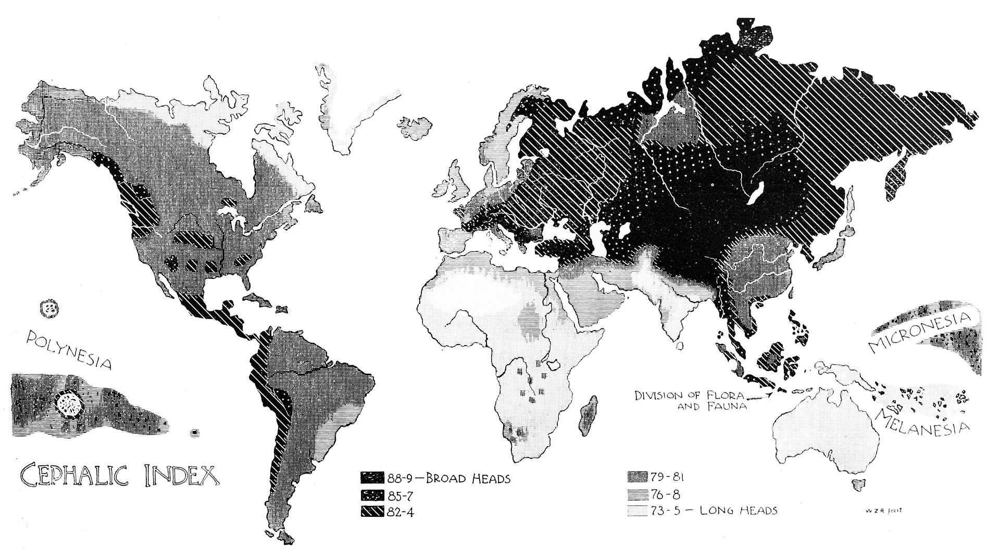 POLYNESIA
MICRONESIA
DIVISION OF FLORA
AND FAUNA
MELANESIA
CEPHALIC INDEX
88-9—BROAD HEADS
85-7
82-4
79-81
76-8
73-5 — LONG HEADS
WZR fecit